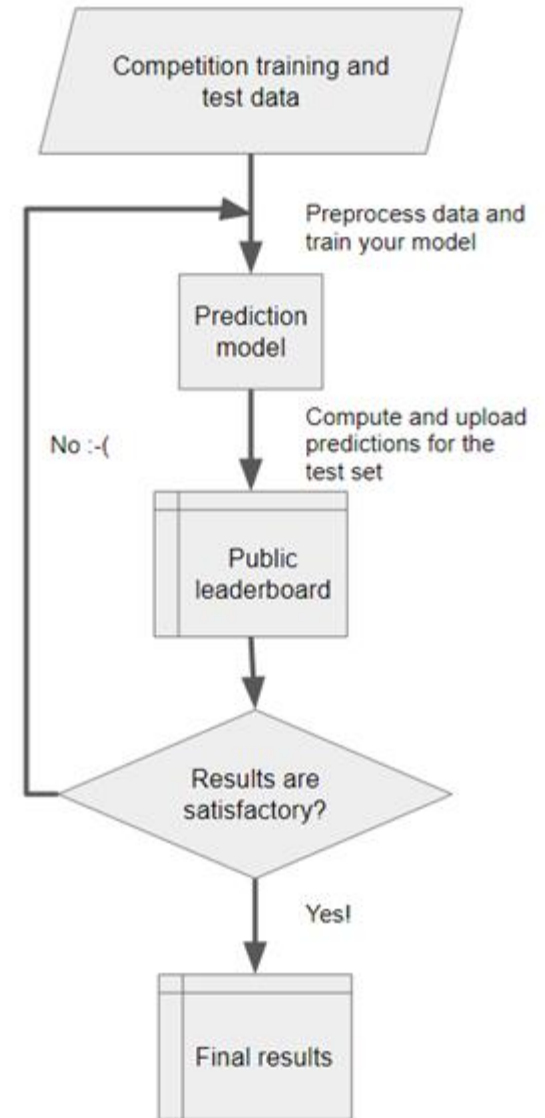 Competition training and
test data
Preprocess data and
train your model
Prediction
model
Compute and upload
predictions for the
test set
No :-(
Public
leaderboard
Results are
satisfactory?
Yes!
Final results